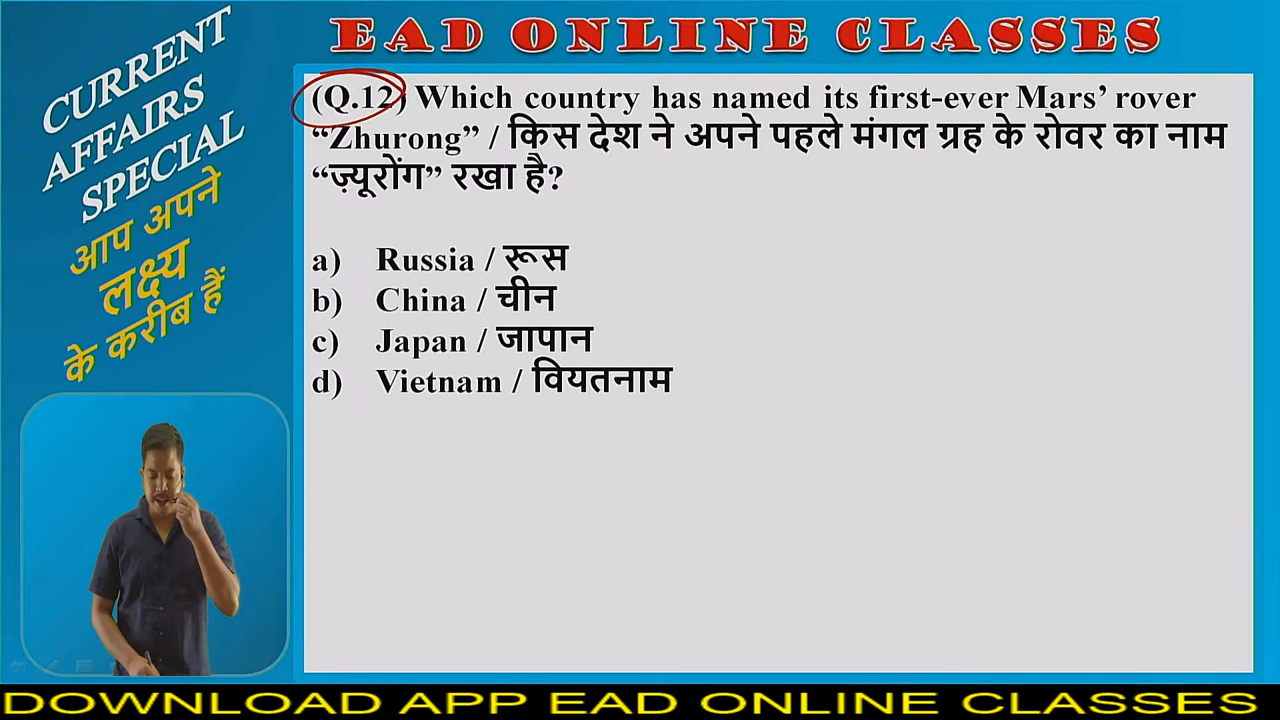 EAD ONLINE CLASSES
CURRENT
AFFAIRS
SPECIAL
आप अपने
लक्ष्य
के करीब हैं
(Q.12) Which country has named its first-ever Mars’ rover
“Zhurong” / किस देश ने अपने पहले मंगल ग्रह के रोवर का नाम
“ज़्यूरोंग” रखा है?
a) Russia / रूस
b) China / चीन
c) Japan / जापान
d) Vietnam / वियतनाम
DOWNLOAD APP EAD ONLINE CLASSES